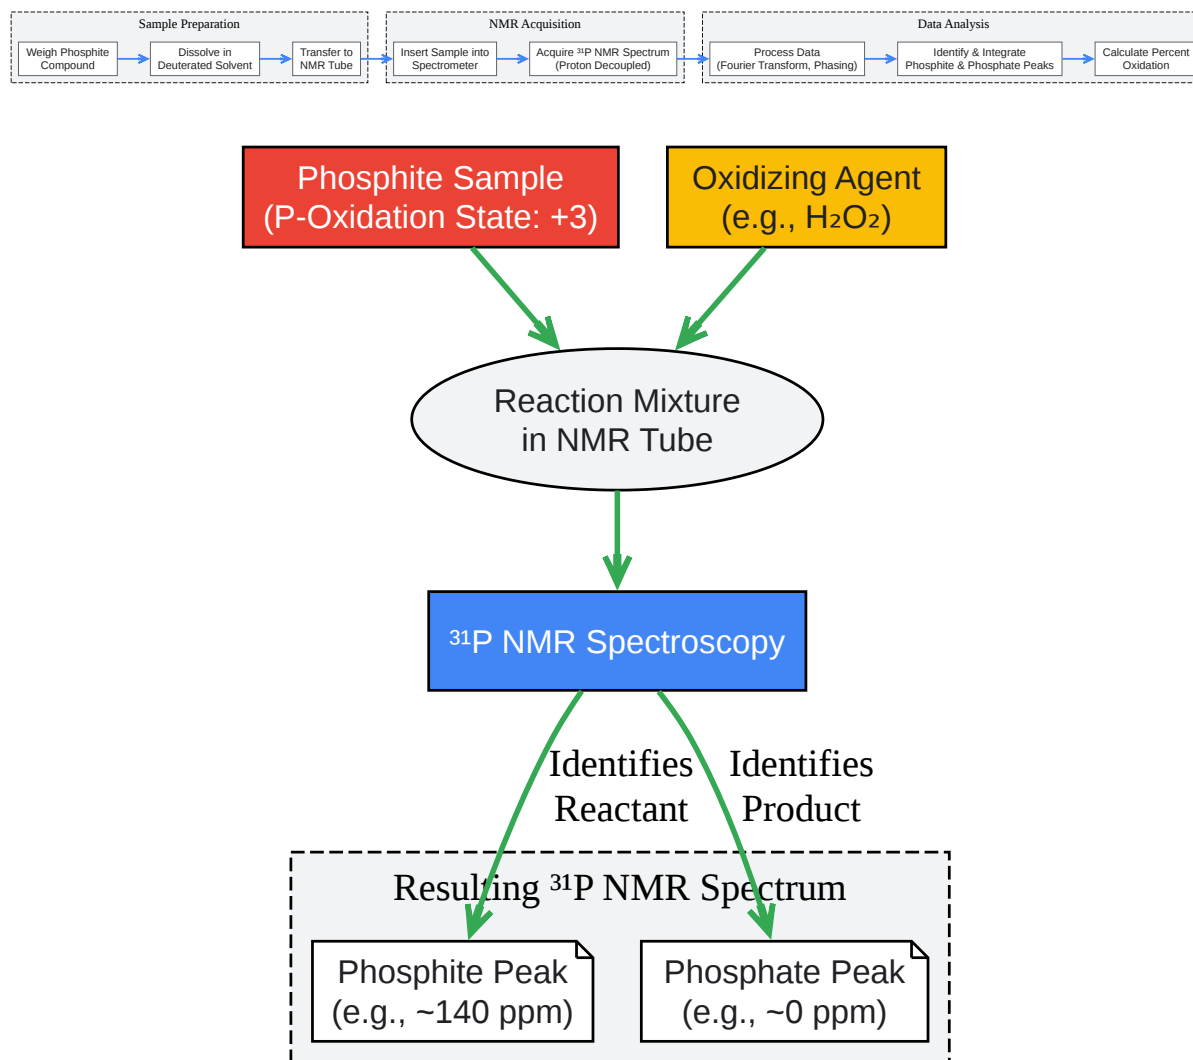 Sample Preparation
NMR Acquisition
Data Analysis
Weigh Phosphite
Compound
Dissolve in
Deuterated Solvent
Transfer to
NMR Tube
Insert Sample into
Spectrometer
Acquire ³¹P NMR Spectrum
(Proton Decoupled)
Process Data
(Fourier Transform, Phasing)
Identify & Integrate
Phosphite & Phosphate Peaks
Calculate Percent
Oxidation
Phosphite Sample
(P-Oxidation State: +3)
Oxidizing Agent
(e.g., H₂O₂)
Reaction Mixture
in NMR Tube
³¹P NMR Spectroscopy
Identifies
Reactant
Identifies
Product
Resulting ³¹P NMR Spectrum
Phosphite Peak
(e.g., ~140 ppm)
Phosphate Peak
(e.g., ~0 ppm)